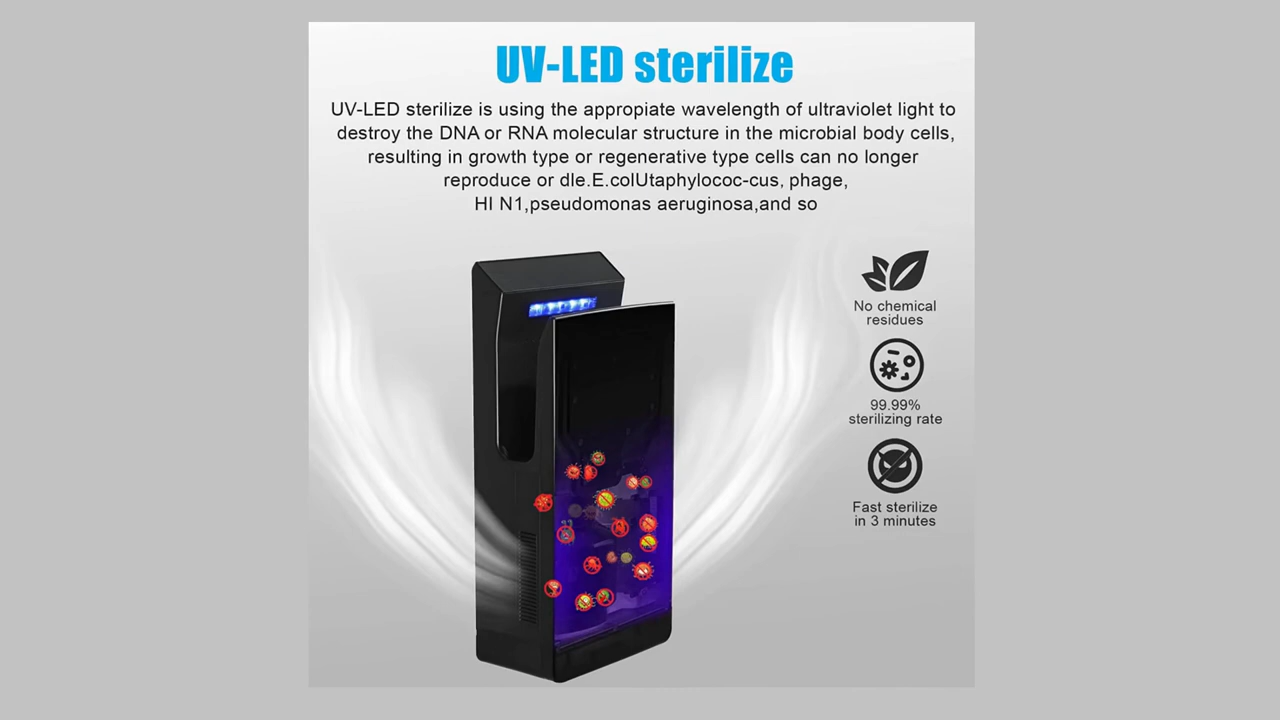 UV-LED sterilize
UV-LED sterilize is using the appropiate wavelength of ultraviolet light to
destroy the DNA or RNA molecular structure in the microbial body cells,
resulting in growth type or regenerative type cells can no longer
reproduce or dle.E.colUtaphylococ-cus, phage,
HI N1,pseudomonas aeruginosa,and so
No chemical
residues
99.99%
sterilizing rate
Fast sterilize
in 3 minutes